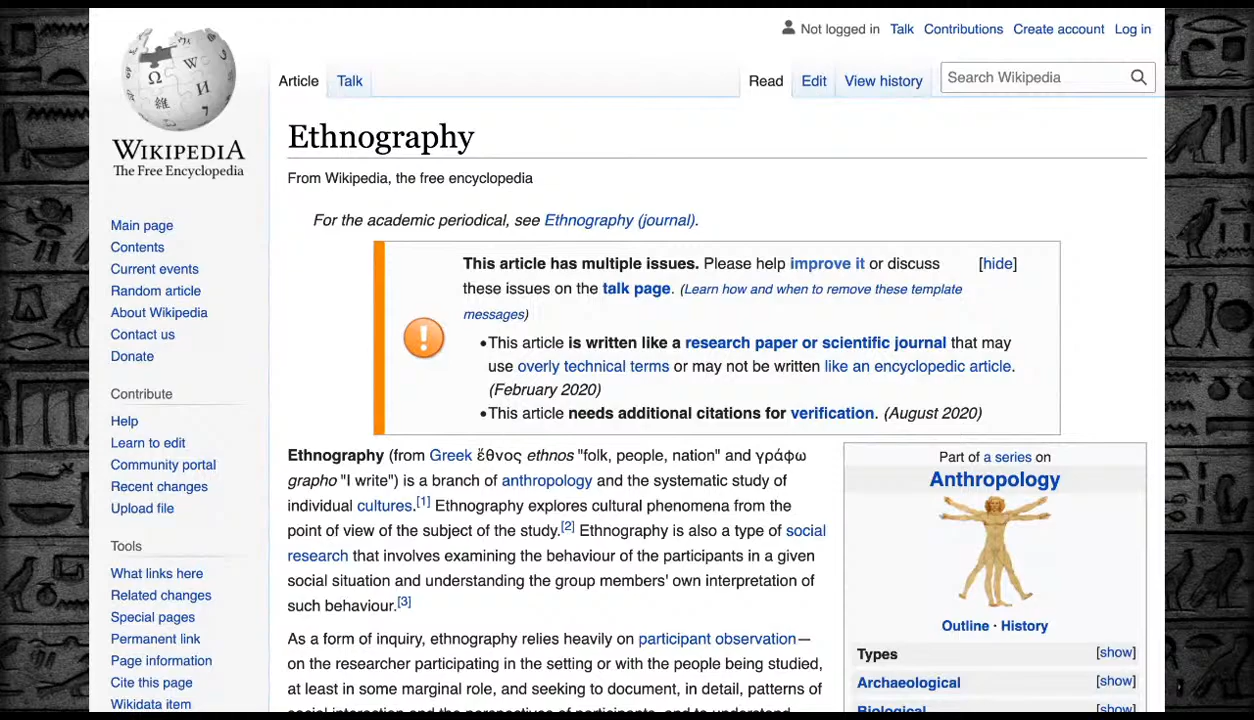 Not logged in Talk Contributions Create account Log in
Article Talk Read Edit View history Search Wikipedia
WIKIPEDIA
The Free Encyclopedia
Main page
Contents
Current events
Random article
About Wikipedia
Contact us
Donate
Contribute
Help
Learn to edit
Community portal
Recent changes
Upload file
Tools
What links here
Related changes
Special pages
Permanent link
Page information
Cite this page
Wikidata item
Ethnography
From Wikipedia, the free encyclopedia
For the academic periodical, see Ethnography (journal).
This article has multiple issues. Please help improve it or discuss [hide]
these issues on the talk page. (Learn how and when to remove these template
messages)
•This article is written like a research paper or scientific journal that may
use overly technical terms or may not be written like an encyclopedic article.
(February 2020)
•This article needs additional citations for verification. (August 2020)
Ethnography (from Greek ἔθνος ethnos "folk, people, nation" and γράφω
grapho "I write") is a branch of anthropology and the systematic study of
individual cultures.[1] Ethnography explores cultural phenomena from the
point of view of the subject of the study.[2] Ethnography is also a type of social
research that involves examining the behaviour of the participants in a given
social situation and understanding the group members' own interpretation of
such behaviour.[3]
As a form of inquiry, ethnography relies heavily on participant observation—
on the researcher participating in the setting or with the people being studied,
at least in some marginal role, and seeking to document, in detail, patterns of
social interaction and the perspectives of participants, and to understand
Part of a series on
Anthropology
Outline · History
Types [show]
Archaeological [show]
Biological [show]